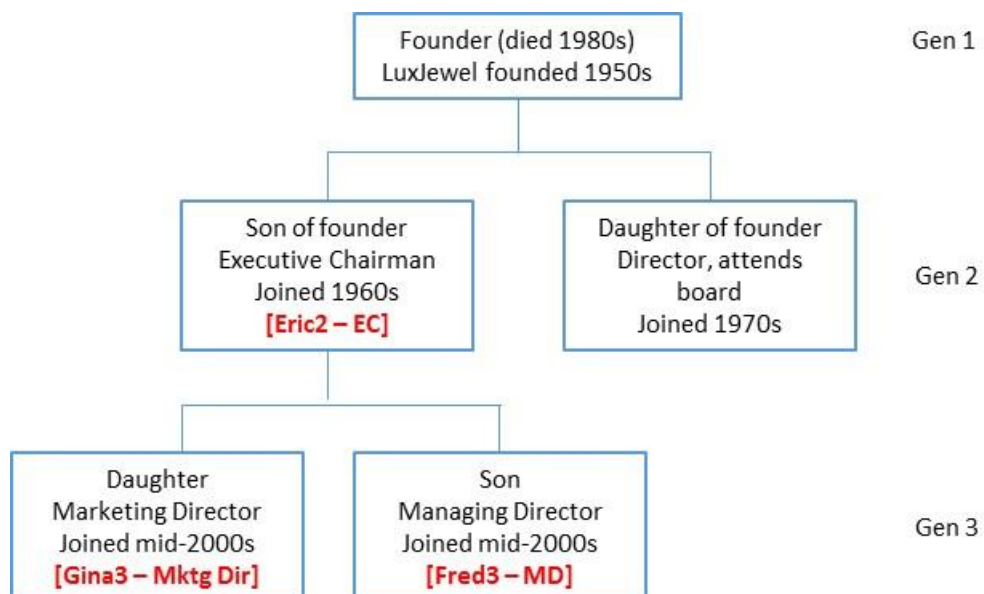 Founder (died 1980s)
LuxJewel founded 1950s
Gen 1
Son of founder
Executive Chairman
Joined 1960s
[Eric2 – EC]
Daughter of founder
Director, attends
board
Joined 1970s
Gen 2
Daughter
Marketing Director
Joined mid-2000s
[Gina3 – Mktg Dir]
Son
Managing Director
Joined mid-2000s
[Fred3 – MD]
Gen 3